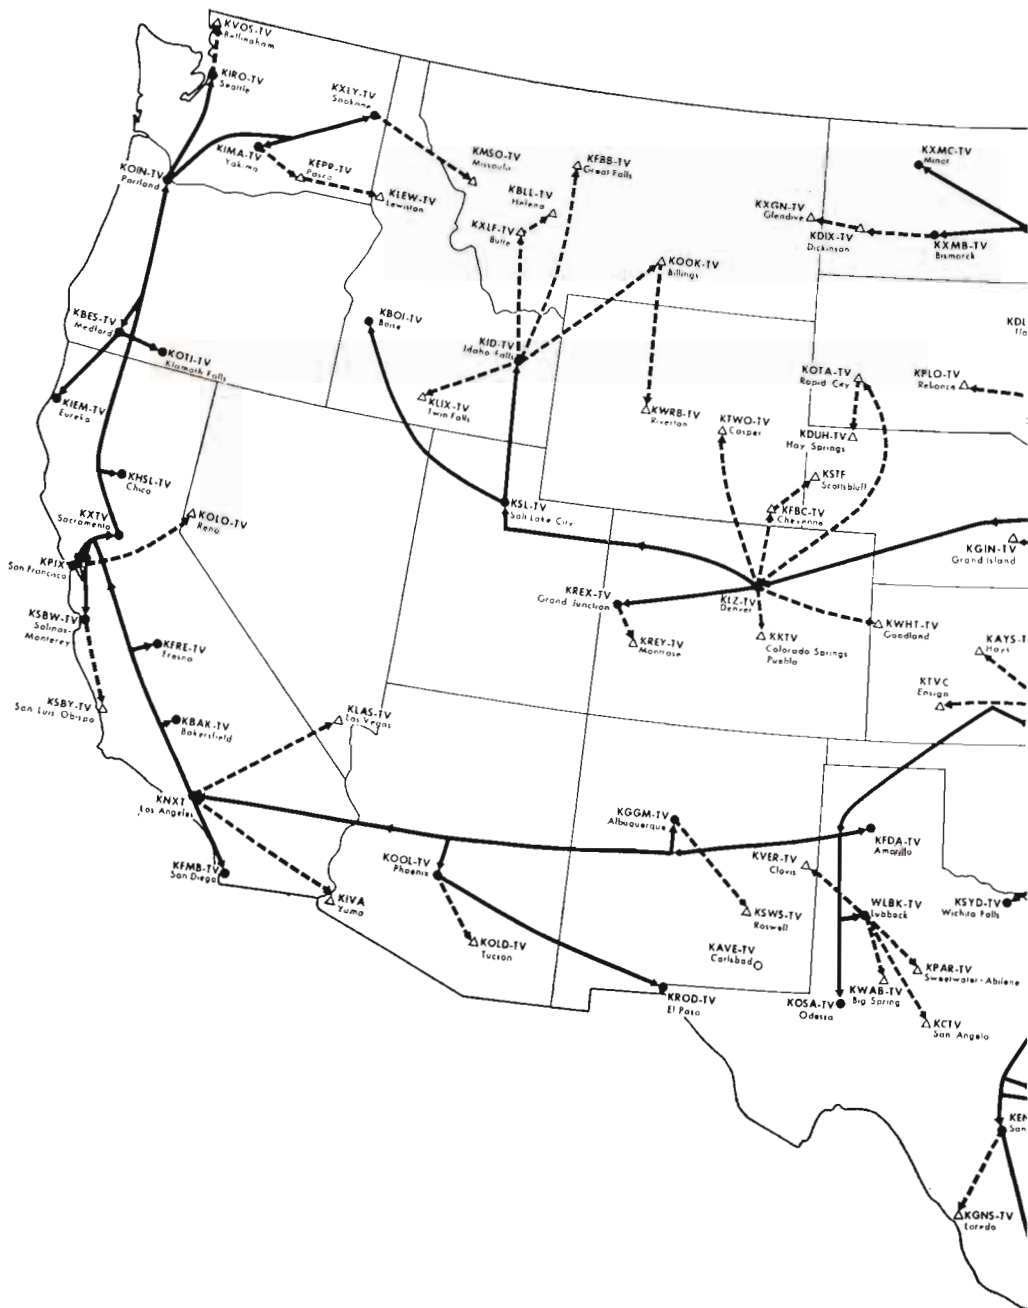 KVOS-TV
Bellingham
KIRO-TV
Seattle
KXLY-TV
Spokane
KIMA-TV
Yakima
KEPR-TV
Pasco
KOIN-TV
Portland
KLEW-TV
Lewiston
KMSO-TV
Missoula
KFBB-TV
Great Falls
KBLL-TV
Helena
KXLF-TV
Butte
KXMC-TV
Minot
KXGN-TV
Glendive
KDIX-TV
Dickinson
KXMB-TV
Bismarck
KOOK-TV
Billings
KBES-TV
Medford
KOTI-TV
Klamath Falls
KBOI-TV
Boise
KID-TV
Idaho Falls
KLIX-TV
Twin Falls
KIEM-TV
Eureka
KWRB-TV
Riverton
KTWO-TV
Casper
KOTA-TV
Rapid City
KDUH-TV
Hay Springs
KPLO-TV
Reliance
KHSL-TV
Chico
KSTF
Scottsbluff
KFBC-TV
Cheyenne
KXTV
Sacramento
KOLO-TV
Reno
KSL-TV
Salt Lake City
KGIN-TV
Grand Island
KPIX
San Francisco
KREX-TV
Grand Junction
KLZ-TV
Denver
KSBW-TV
Salinas-
Monterey
KFRE-TV
Fresno
KREY-TV
Montrose
KKTV
Colorado Springs
Pueblo
KWHT-TV
Goodland
KAYS-T
Hays
KTVC
Ensign
KSBY-TV
San Luis Obispo
KBAK-TV
Bakersfield
KLAS-TV
Las Vegas
KNXT
Los Angeles
KGGM-TV
Albuquerque
KFDA-TV
Amarillo
KOOL-TV
Phoenix
KVER-TV
Clovis
KFMB-TV
San Diego
KIVA
Yuma
KSWS-TV
Roswell
WLBK-TV
Lubbock
KSYD-TV
Wichita Falls
KOLD-TV
Tucson
KAVE-TV
Carlsbad
KPAR-TV
Sweetwater-Abilene
KWAB-TV
Big Spring
KROD-TV
El Paso
KOSA-TV
Odessa
KCTV
San Angelo
KEN
San
KGNS-TV
Laredo